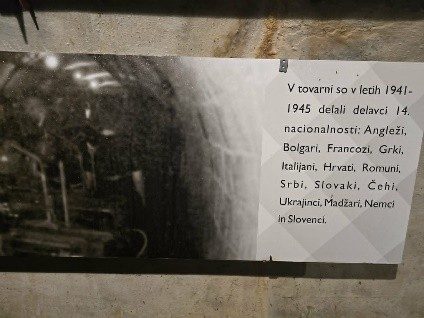 V tovarni so v letih 1941-
1945 delali delavci 14.
nacionalnosti: Angleži,
Bolgari, Francozi, Grki,
Italijani, Hrvati, Romuni,
Srbi, Slovaki, Čehi,
Ukrajinci, Madžari, Nemci
in Slovenci.